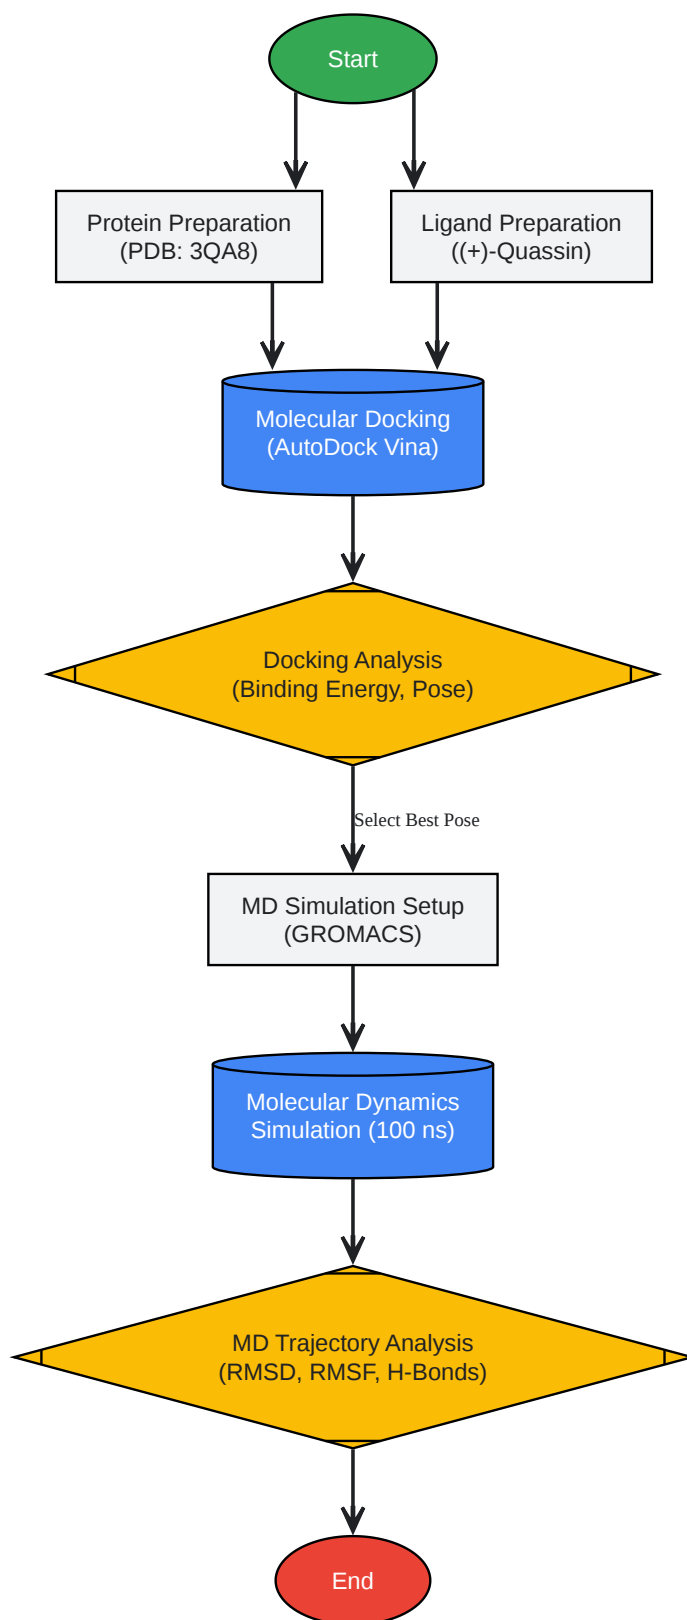 Start
Protein Preparation
(PDB: 3QA8)
Ligand Preparation
((+)-Quassin)
Molecular Docking
(AutoDock Vina)
Docking Analysis
(Binding Energy, Pose)
Select Best Pose
MD Simulation Setup
(GROMACS)
Molecular Dynamics
Simulation (100 ns)
MD Trajectory Analysis
(RMSD, RMSF, H-Bonds)
End